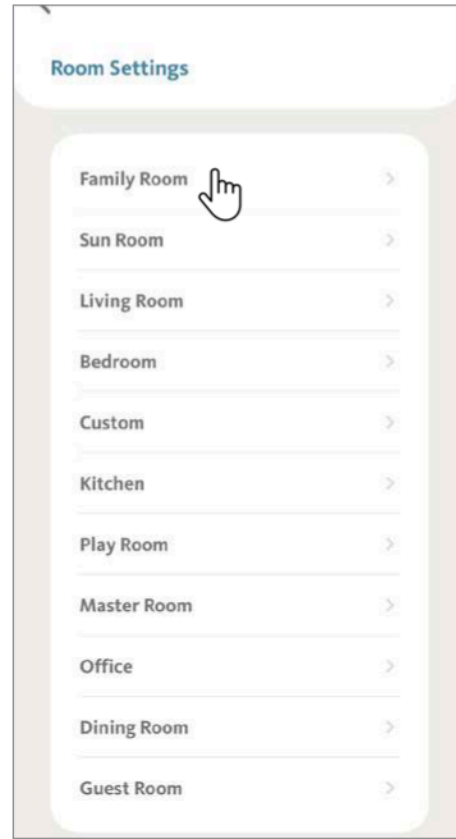 Room Settings
Family Room
Sun Room
Living Room
Bedroom
Custom
Kitchen
Play Room
Master Room
Office
Dining Room
Guest Room